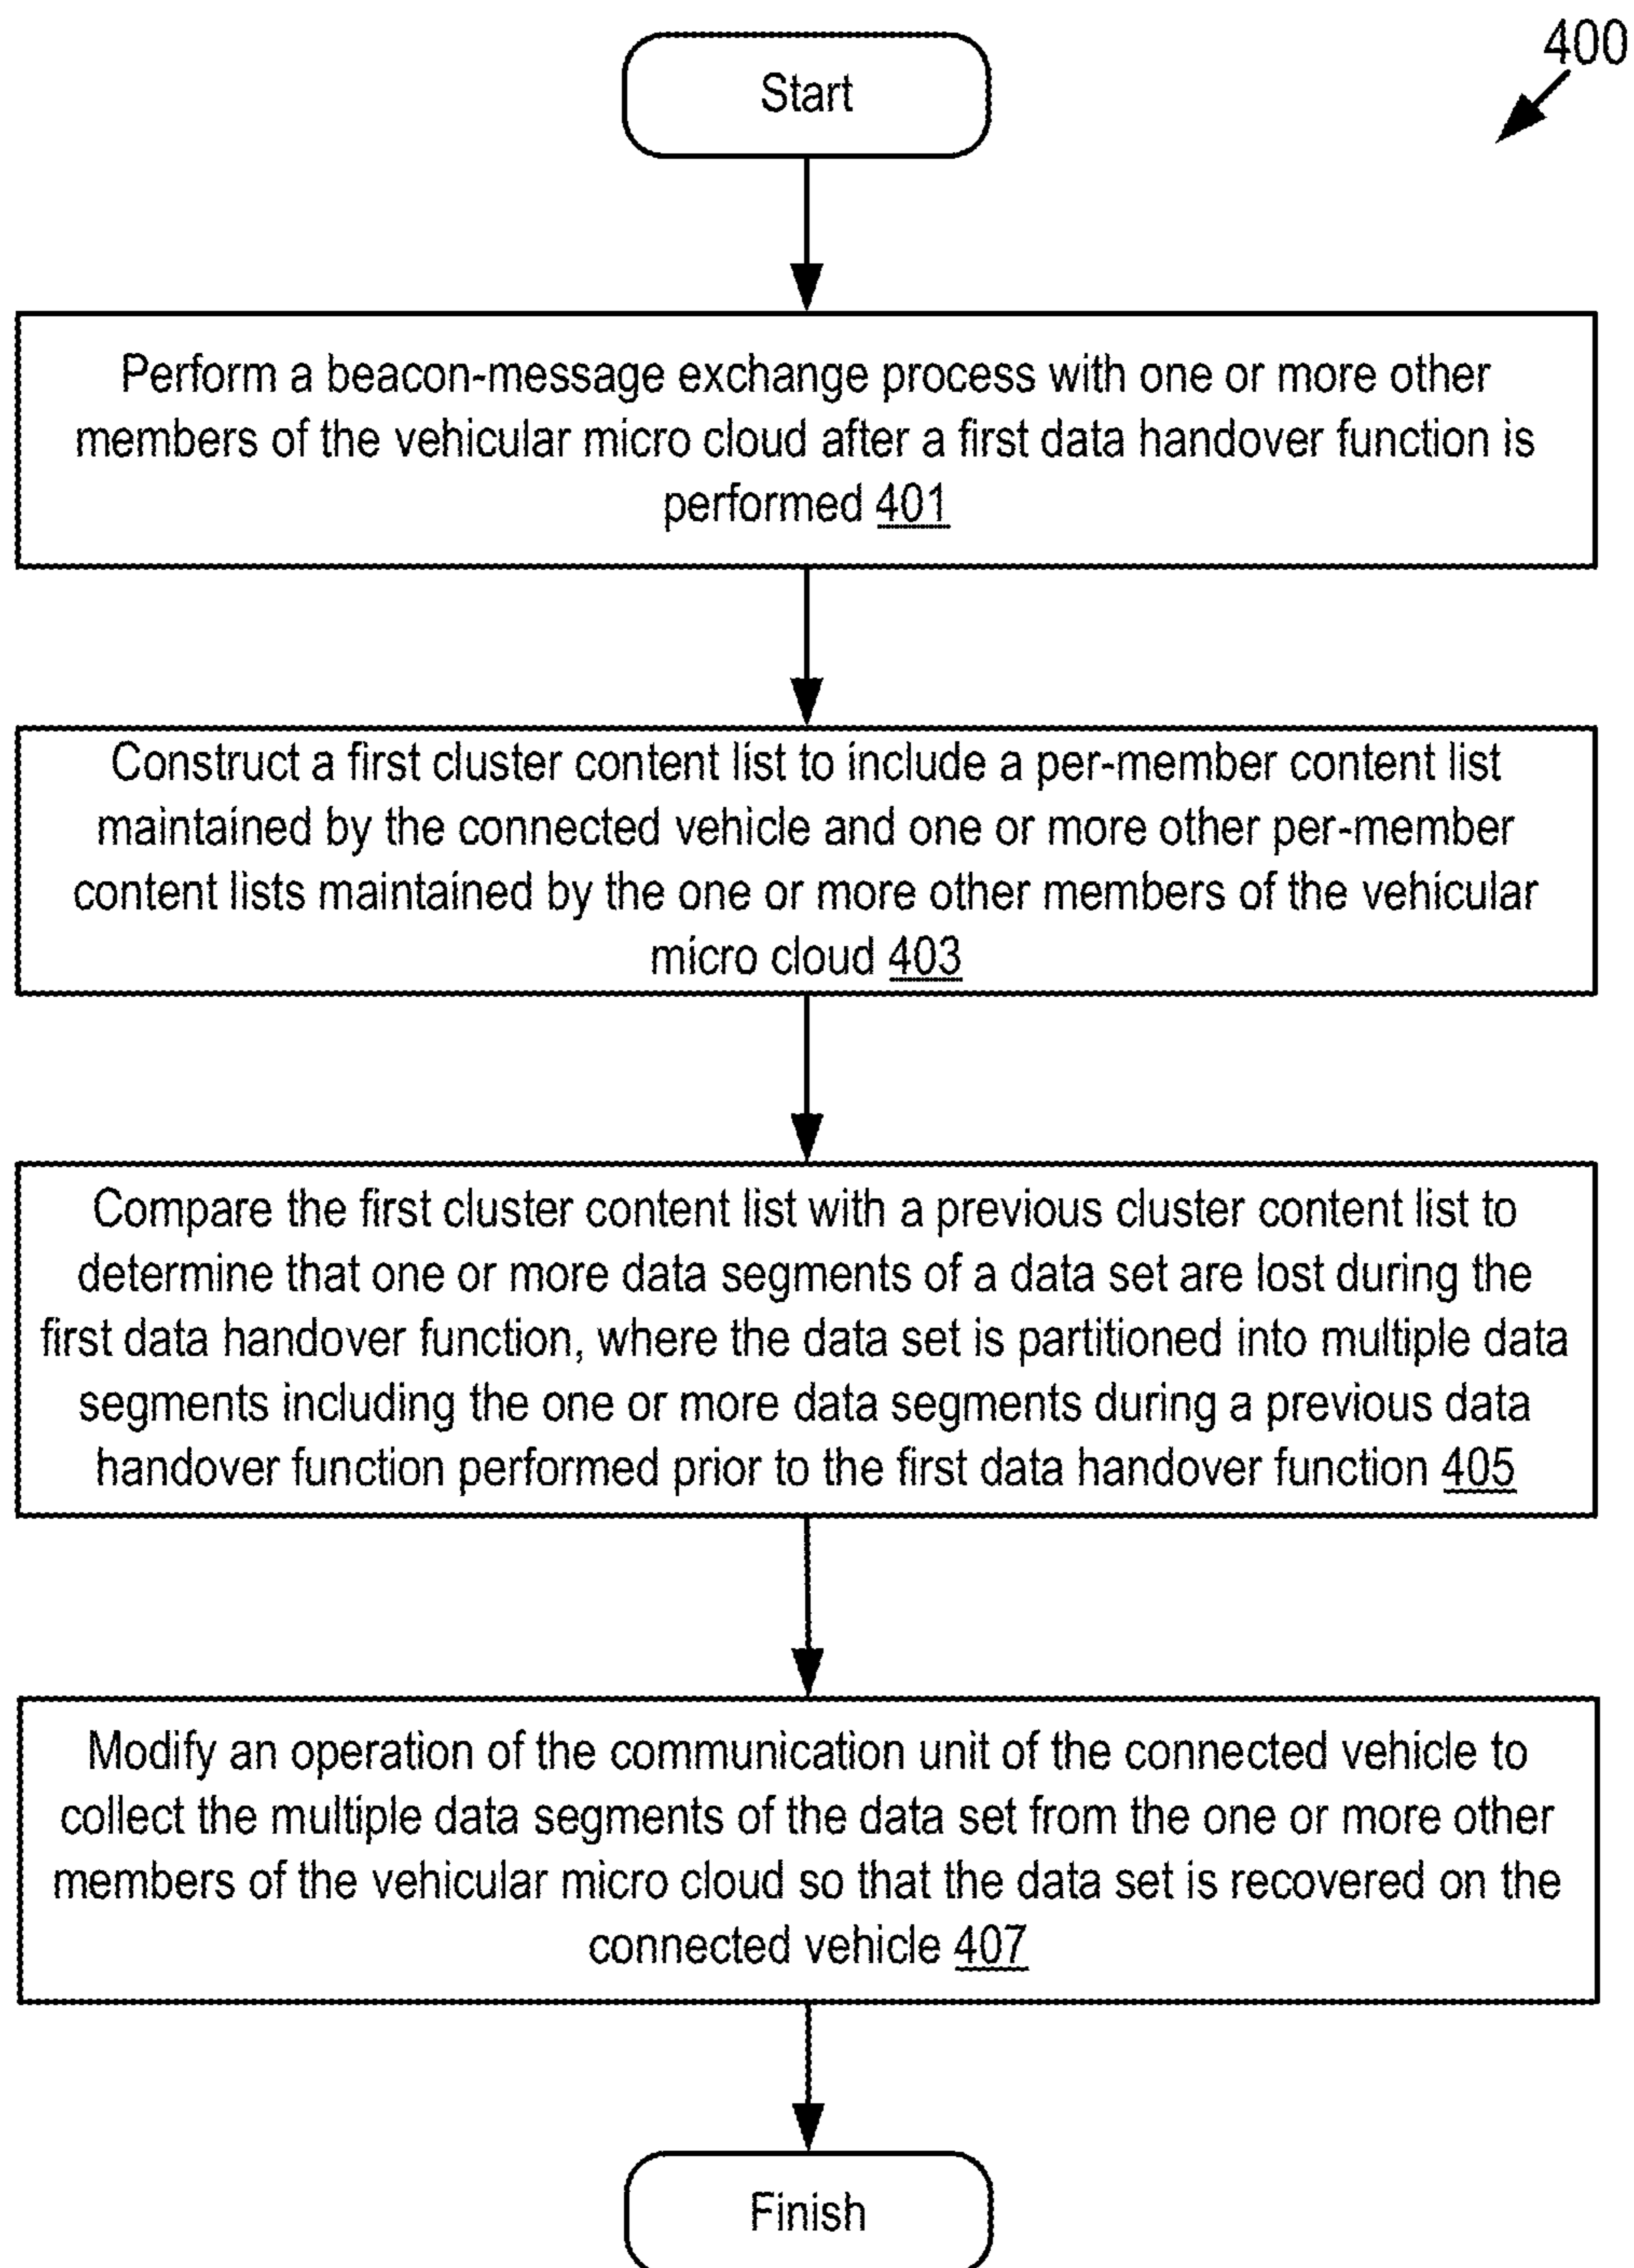 400
Start
Perform a beacon-message exchange process with one or more other
members of the vehicular micro cloud after a first data handover function is
performed 401
Construct a first cluster content list to include a per-member content list
maintained by the connected vehicle and one or more other per-member
content lists maintained by the one or more other members of the vehicular
micro cloud 403
Compare the first cluster content list with a previous cluster content list to
determine that one or more data segments of a data set are lost during the
first data handover function, where the data set is partitioned into multiple data
segments including the one or more data segments during a previous data
handover function performed prior to the first data handover function 405
Modify an operation of the communication unit of the connected vehicle to
collect the multiple data segments of the data set from the one or more other
members of the vehicular micro cloud so that the data set is recovered on the
connected vehicle 407
Finish